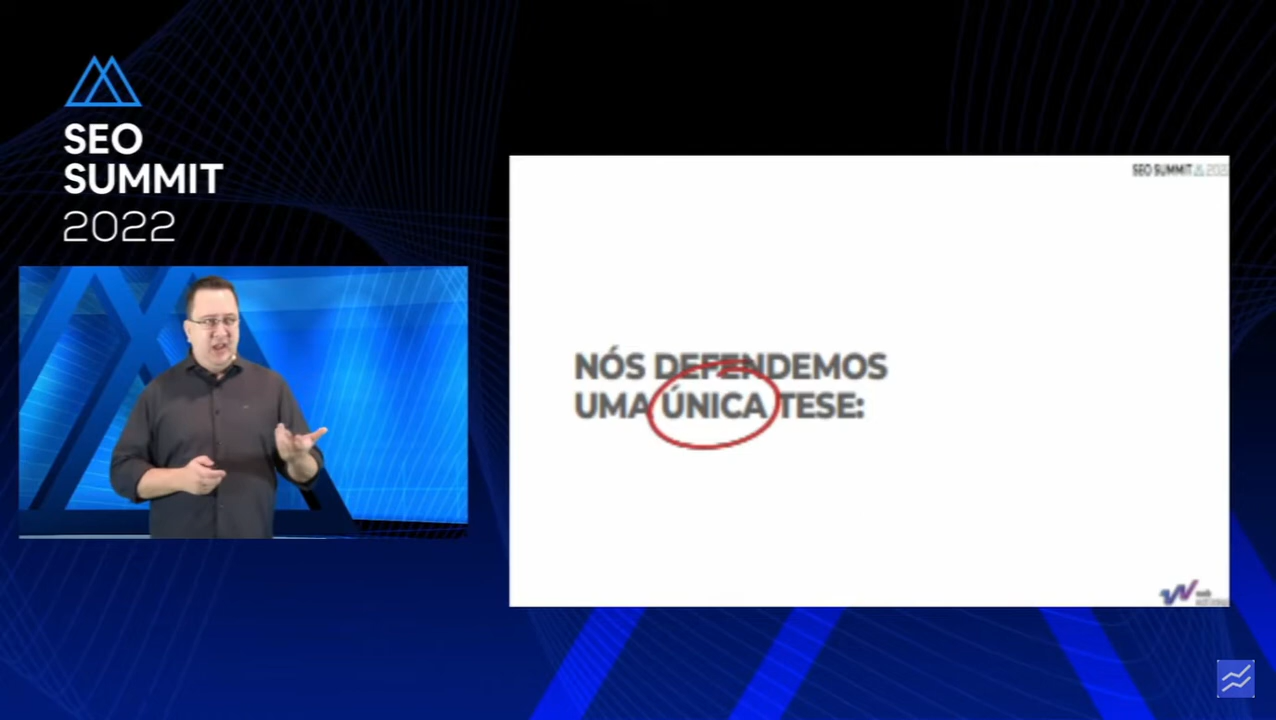 SEO
SUMMIT
2022
SEO SUMMIT
NÓS DEFENDEMOS
UMA ÚNICA TESE: